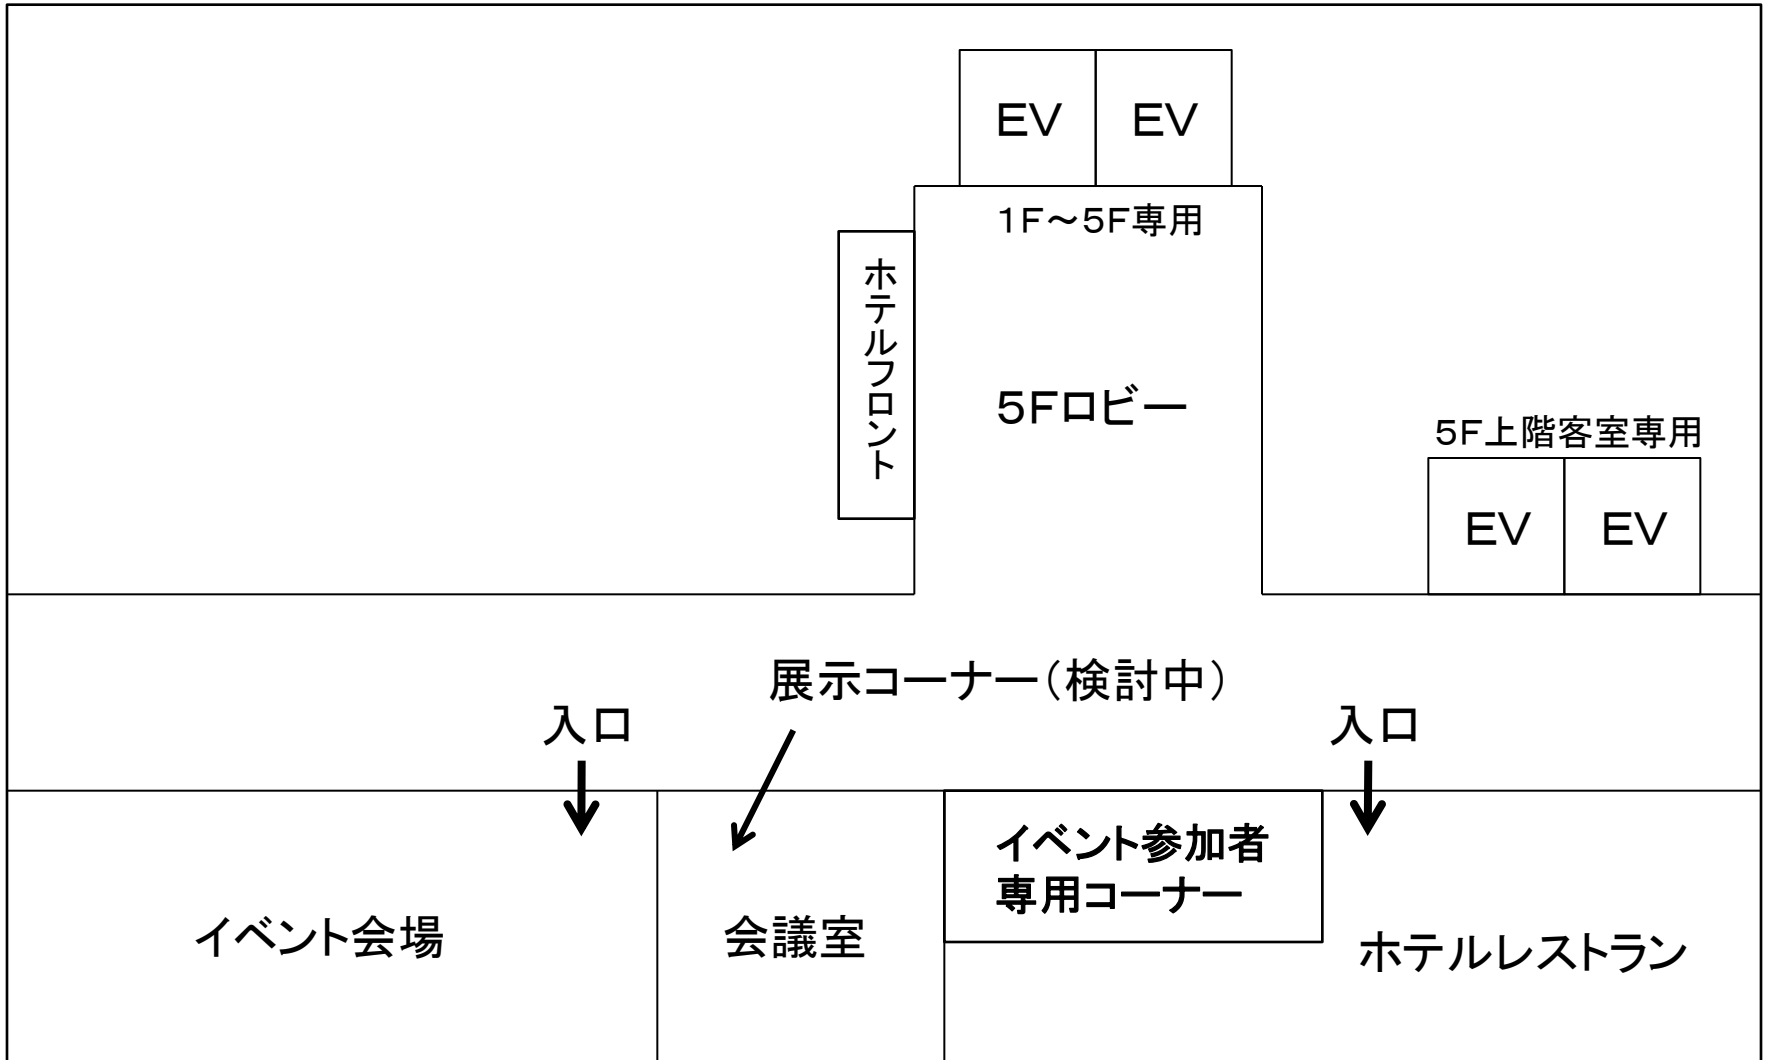 EV EV
1F～5F専用
ホテルフロント
5Fロビー
5F上階客室専用
EV EV
展示コーナー(検討中)
入口
入口
イベント参加者
専用コーナー
イベント会場
会議室
ホテルレストラン